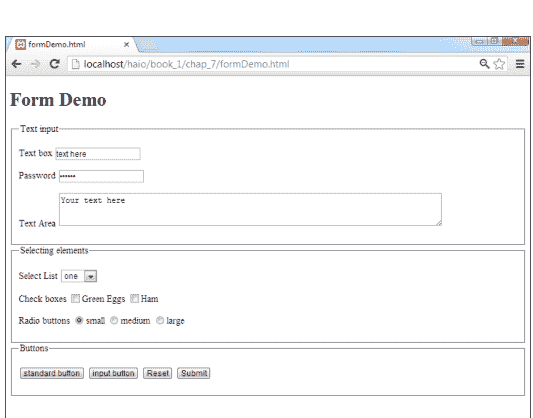 formDemo.html
localhost/haio/book_1/chap_7/formDemo.html
Form Demo
Text input
Text box text here
Password ••••••
Your text here
Text Area
Selecting elements
Select List one
Check boxes Green Eggs Ham
Radio buttons small medium large
Buttons
standard button input button Reset Submit